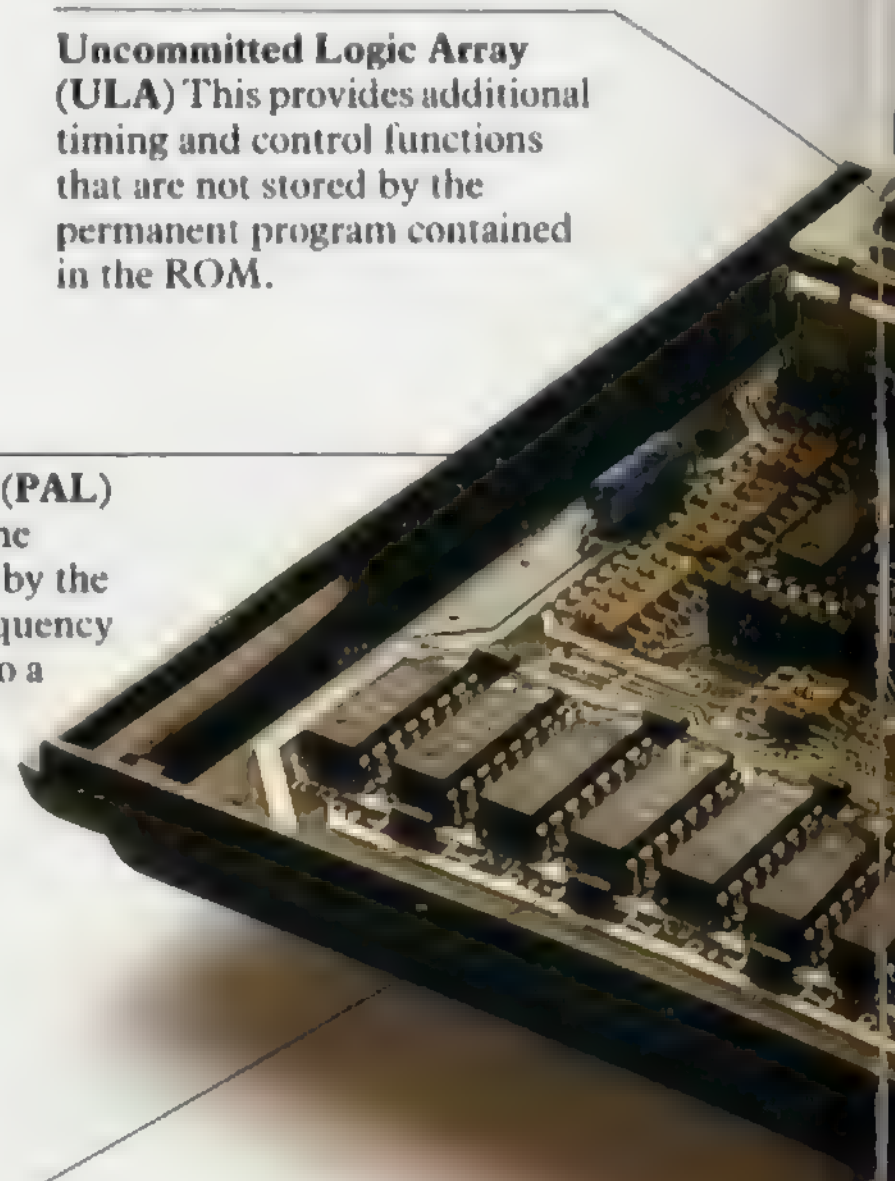 Uncommitted Logic Array
(ULA) This provides additional
timing and control functions
that are not stored by the
permanent program contained
in the ROM.
(PAL)
by the